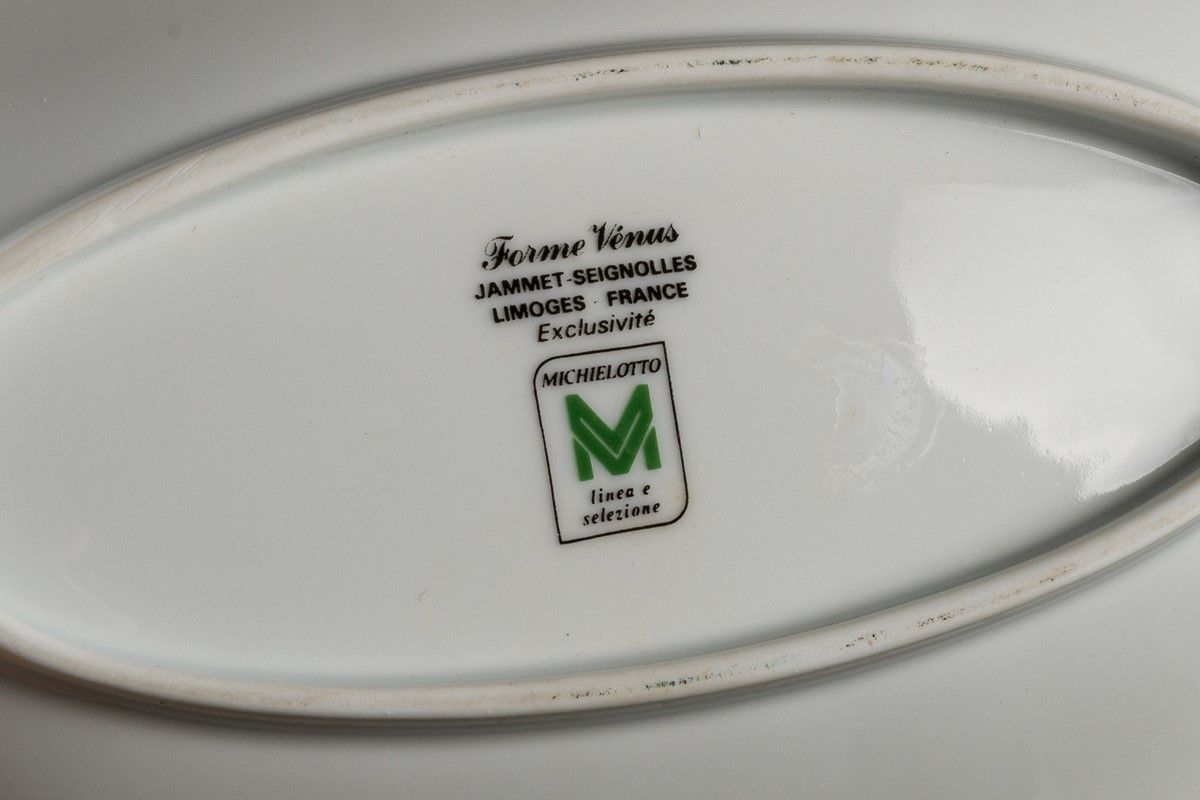 Forme Vénus
JAMMET-SEIGNOLLES
LIMOGES - FRANCE
Exclusivité
MICHIELOTTO
M
linea e
selezione